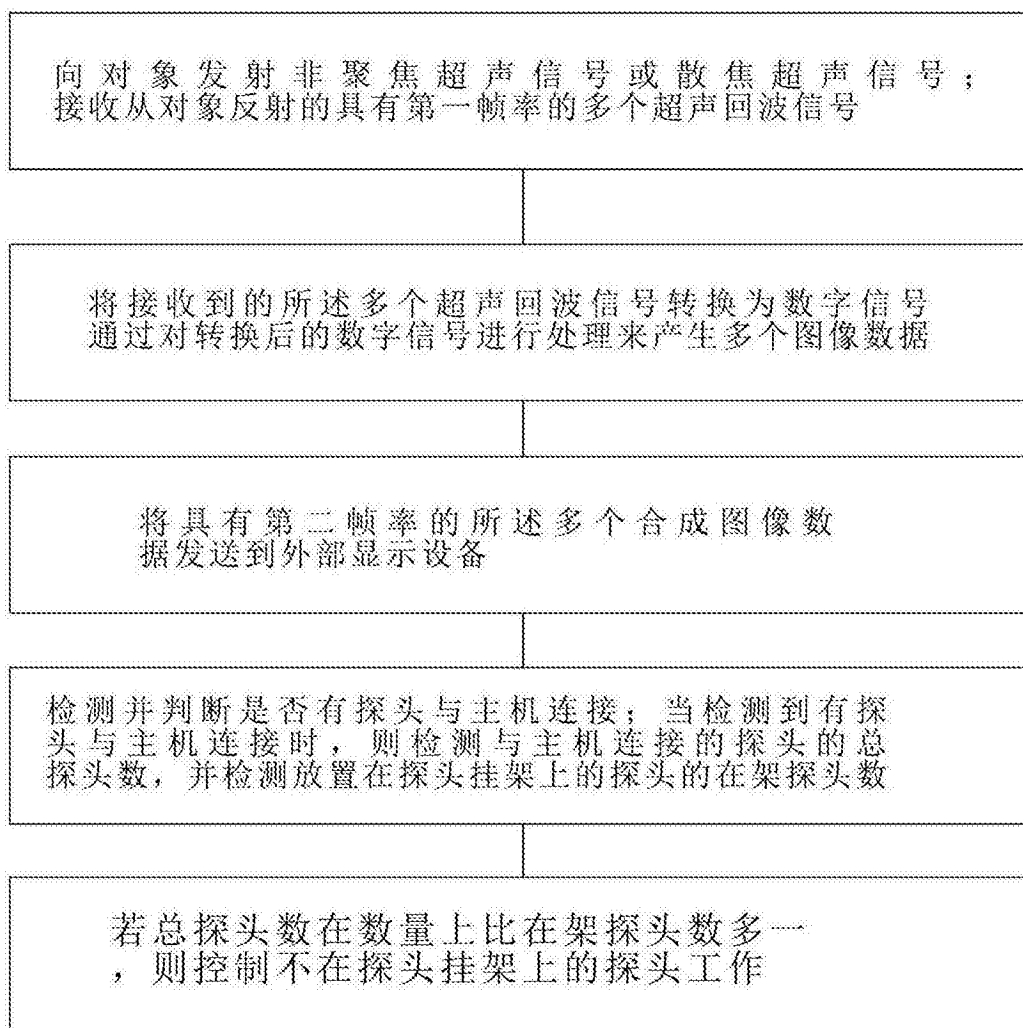 向对象发射非聚焦超声信号或散焦超声信号；
接收从对象反射的具有第一帧率的多个超声回波信号
将接收到的所述多个超声回波信号转换为数字信号
通过对转换后的数字信号进行处理来产生多个图像数据
将具有第二帧率的所述多个合成图像数
据发送到外部显示设备
检测并判断是否有探头与主机连接；当检测到有探
头与主机连接时，则检测与主机连接的探头的总
探头数，并检测放置在探头挂架上的探头的在架探头数
若总探头数在数量上比在架探头数多一
，则控制不在探头挂架上的探头工作